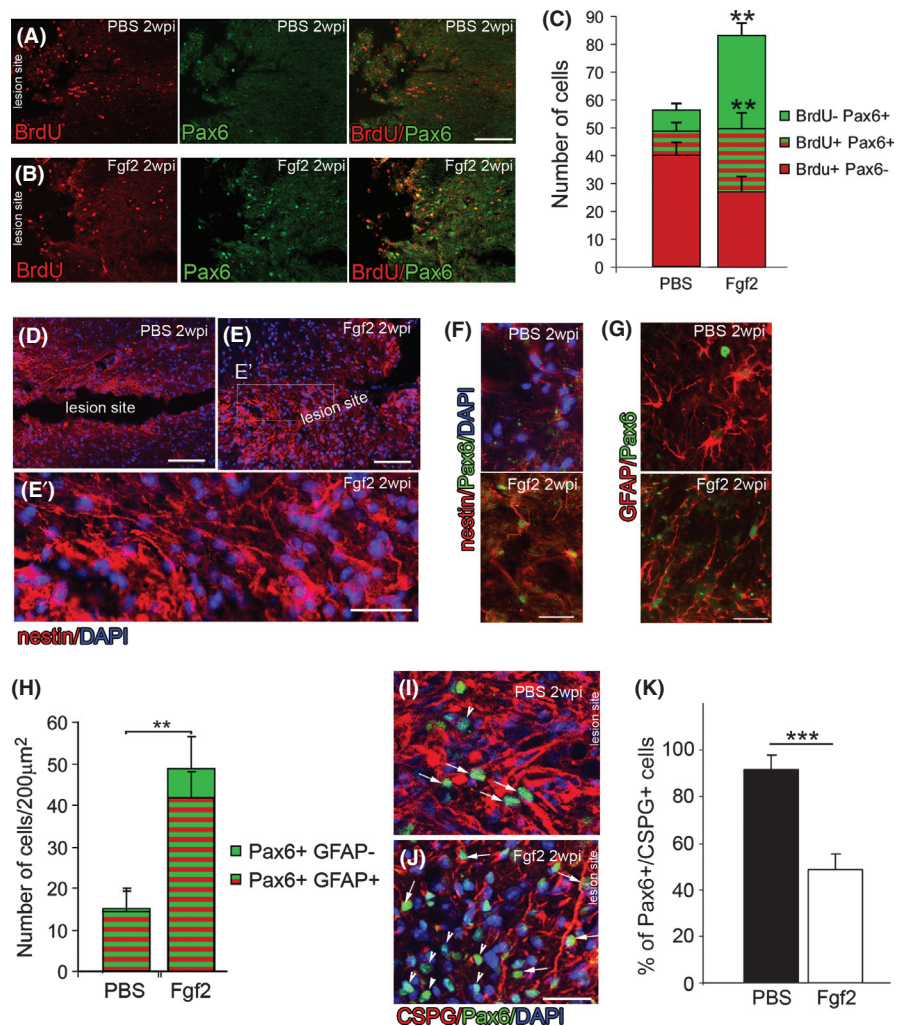 (A)
PBS 2wpi
lesion site
BrdU
Pax6
BrdU/Pax6
(B)
Fgf2 2wpi
Fgf2 2wpi
Fgf2 2wpi
lesion site
BrdU
Pax6
BrdU/Pax6
PBS 2wpi
PBS 2wpi
(C)
Number of cells
90
80
70
60
50
40
30
20
10
0
**
**
PBS
Fgf2
BrdU- Pax6+
BrdU+ Pax6+
Brdu+ Pax6-
(D)
PBS 2wpi
lesion site
(E)
Fgf2 2wpi
E'
lesion site
(E')
Fgf2 2wpi
nestin/DAPI
(F)
PBS 2wpi
Fgf2 2wpi
nestin/Pax6/DAPI
(G)
PBS 2wpi
Fgf2 2wpi
GFAP/Pax6
(H)
Number of cells/200µm²
60
50
40
30
20
10
0
**
PBS
Fgf2
Pax6+ GFAP-
Pax6+ GFAP+
(I)
PBS 2wpi
lesion site
(J)
Fgf2 2wpi
lesion site
CSPG/Pax6/DAPI
(K)
% of Pax6+/CSPG+ cells
100
80
60
40
20
0
***
PBS
Fgf2